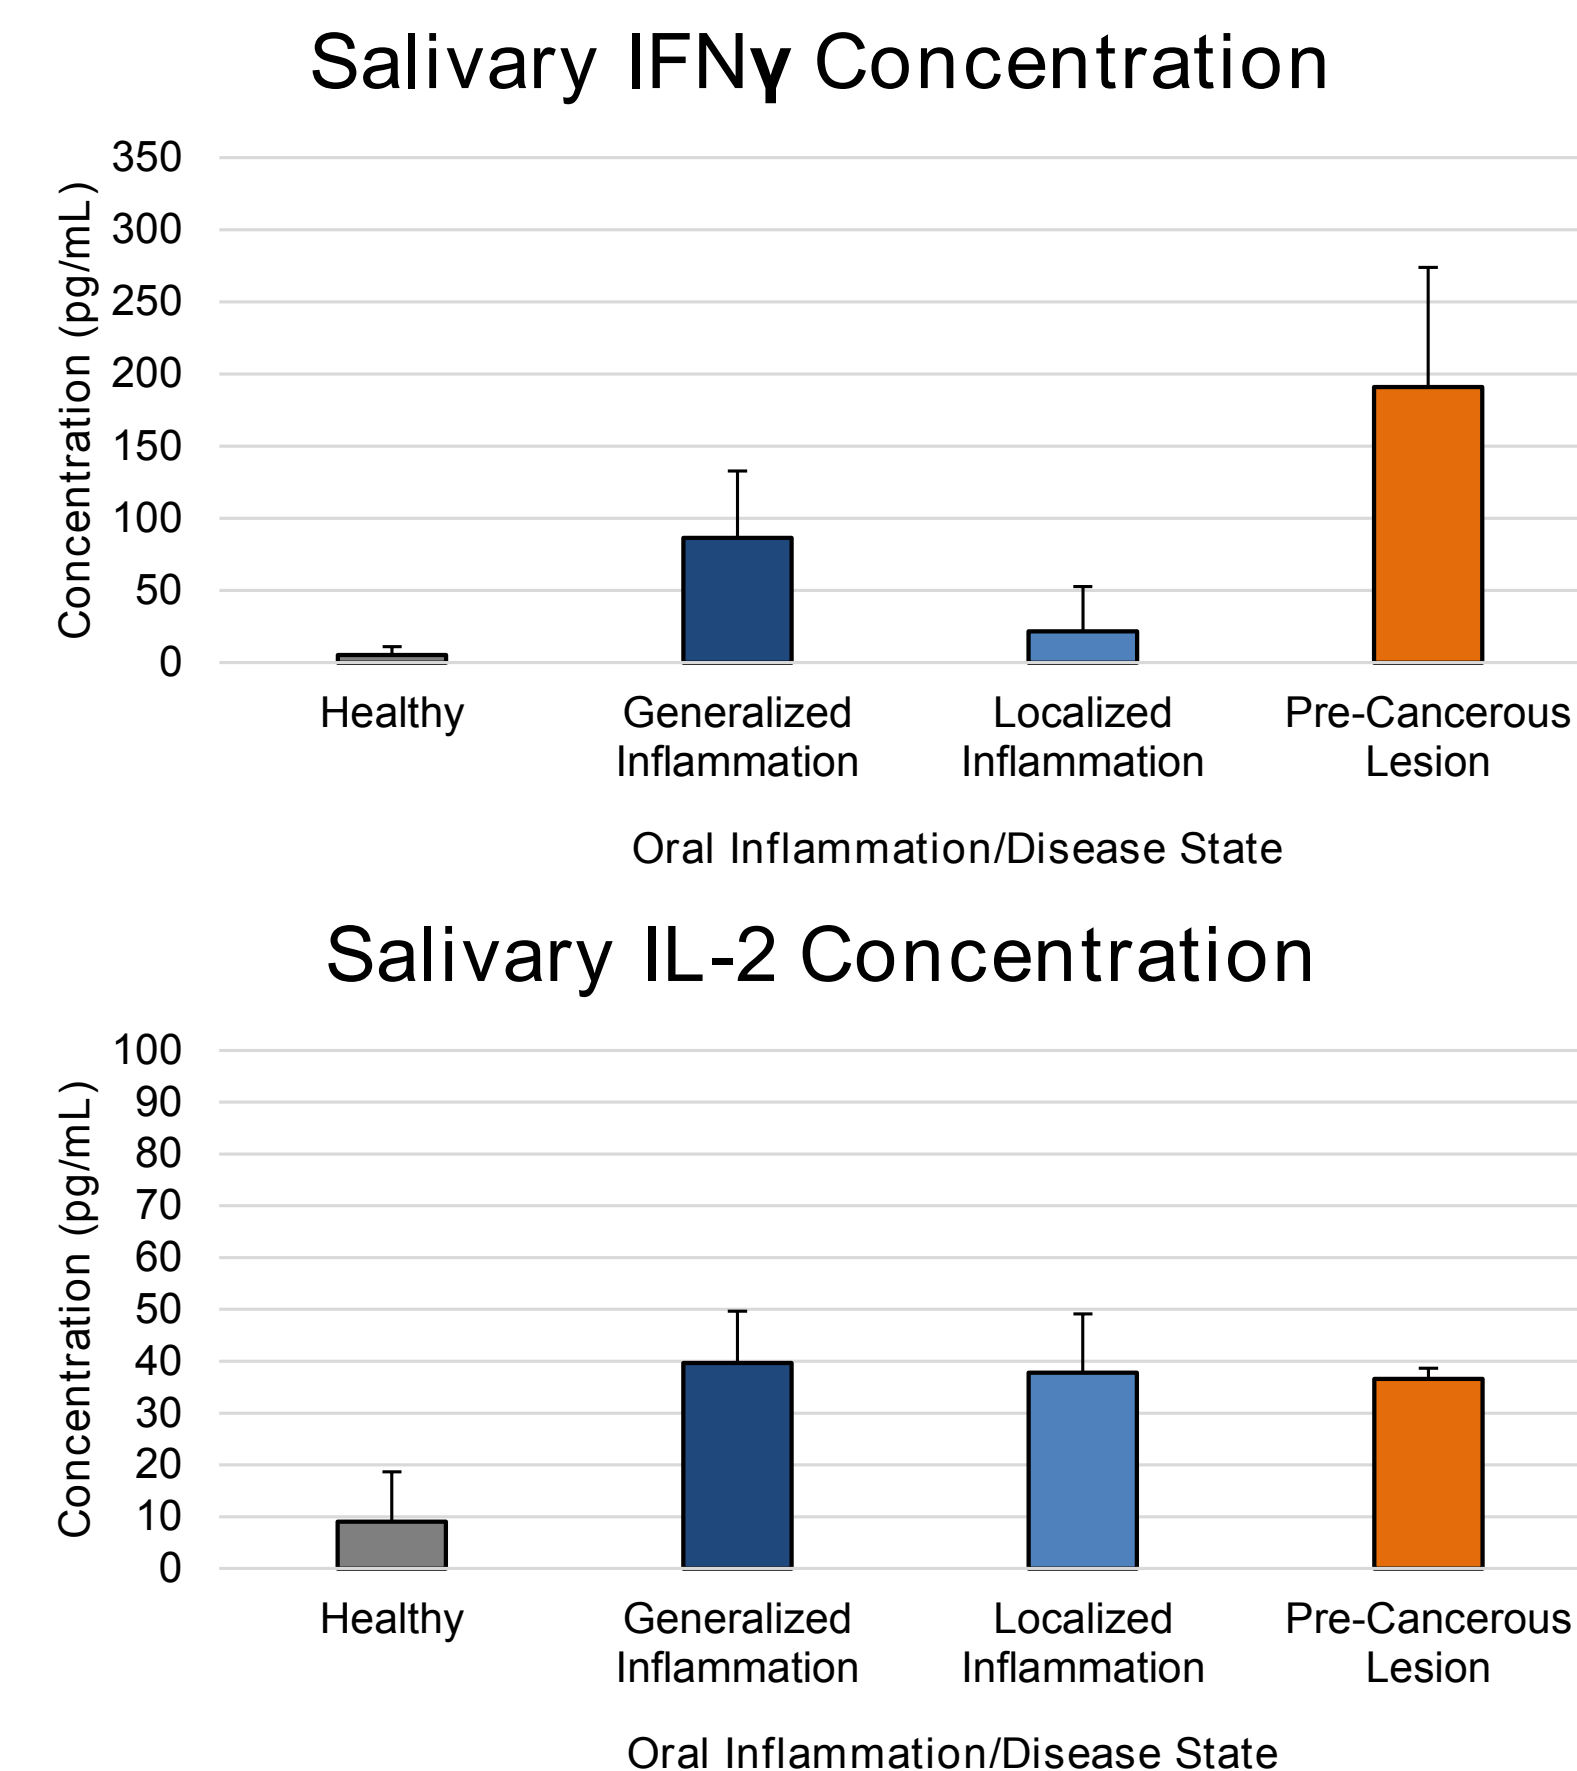 Salivary IFNγ Concentration
Concentration (pg/mL)
350
300
250
200
150
100
50
0
Healthy
Generalized
Inflammation
Localized
Inflammation
Pre-Cancerous
Lesion
Oral Inflammation/Disease State
Salivary IL-2 Concentration
Concentration (pg/mL)
100
90
80
70
60
50
40
30
20
10
0
Healthy
Generalized
Inflammation
Localized
Inflammation
Pre-Cancerous
Lesion
Oral Inflammation/Disease State